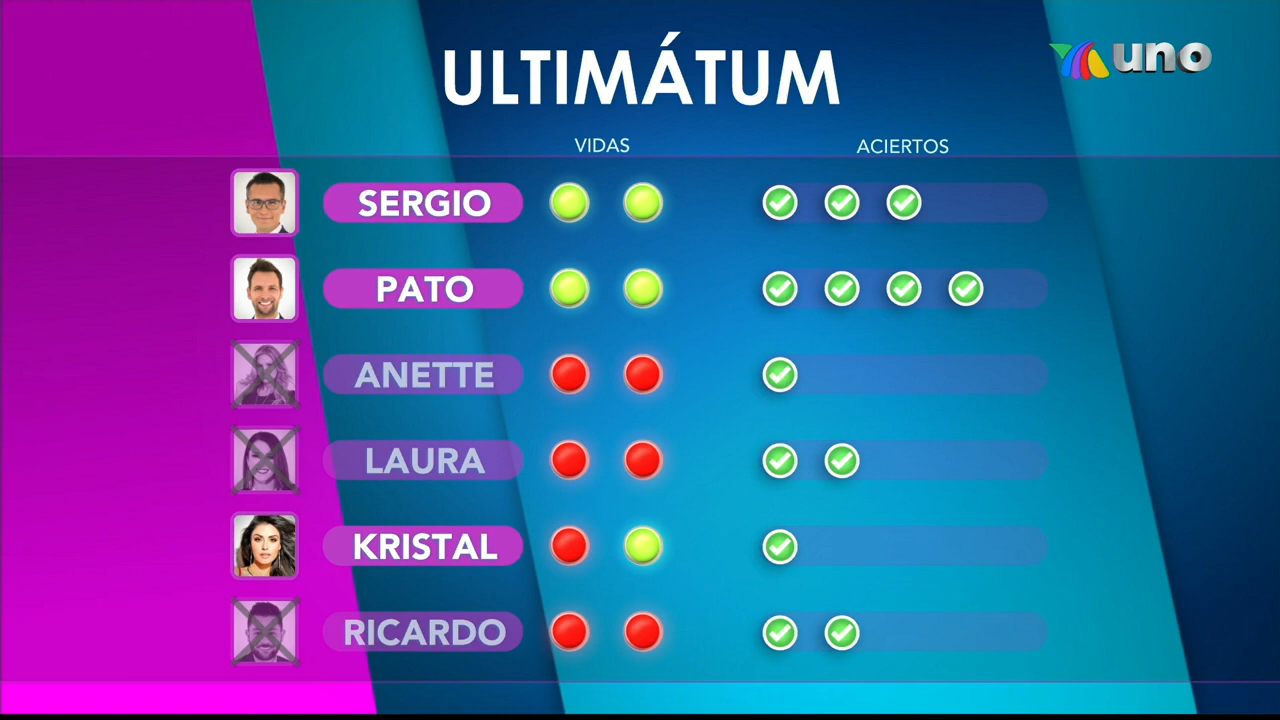 ULTIMÁTUM
uno
VIDAS ACIERTOS
SERGIO
PATO
ANETTE
LAURA
KRISTAL
RICARDO